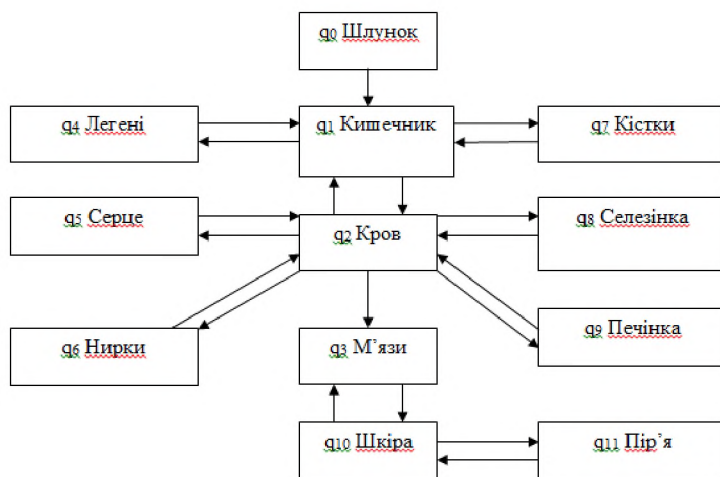 q0 Шлунок
q4 Легені
q1 Кишечник
q7 Кістки
q5 Серце
q2 Кров
q8 Селезінка
q6 Нирки
q3 М’язи
q9 Печінка
q10 Шкіра
q11 Пір’я